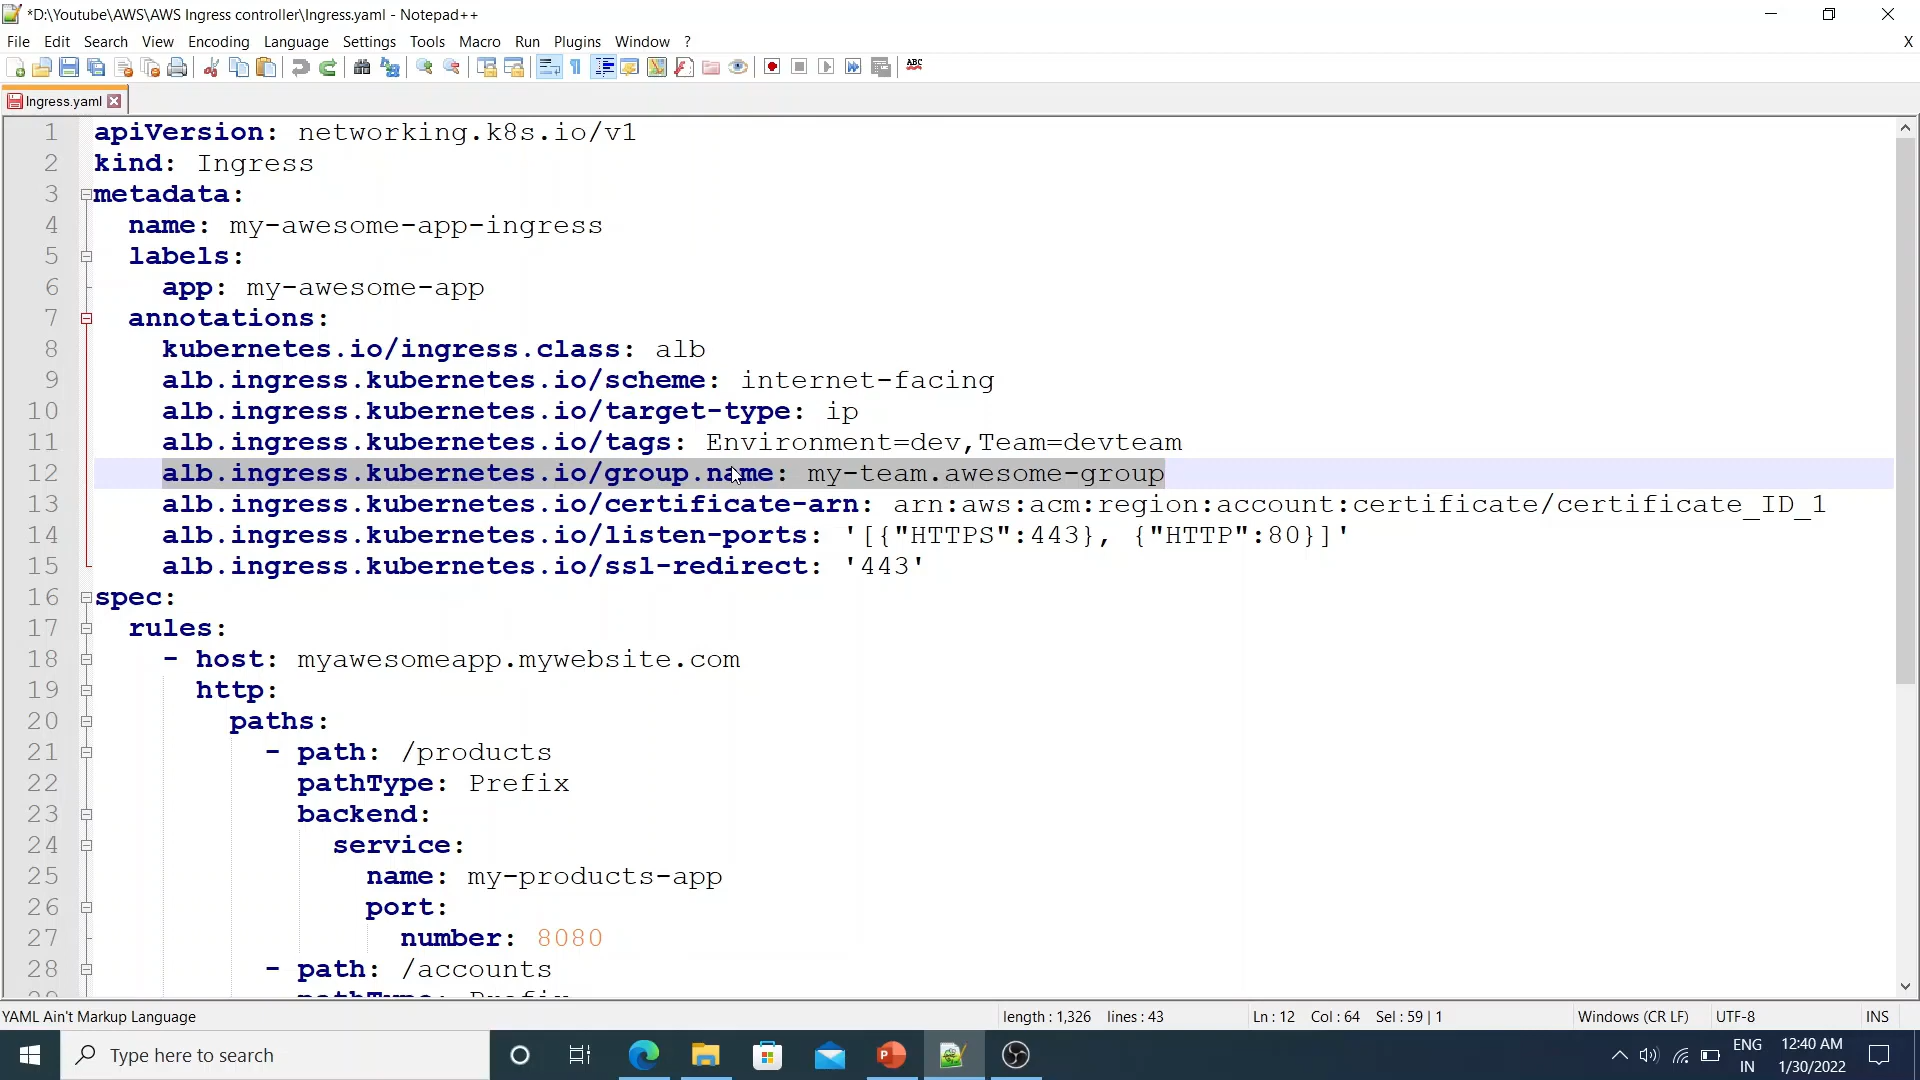 *D:\Youtube\AWS\AWS Ingress controller\Ingress.yaml - Notepad++
File Edit Search View Encoding Language Settings Tools Macro Run Plugins Window ? X
ABC
Ingress.yaml
1 apiVersion: networking.k8s.io/v1
2 kind: Ingress
3 metadata:
4 name: my-awesome-app-ingress
5 labels:
6 app: my-awesome-app
7 annotations:
8 kubernetes.io/ingress.class: alb
9 alb.ingress.kubernetes.io/scheme: internet-facing
10 alb.ingress.kubernetes.io/target-type: ip
11 alb.ingress.kubernetes.io/tags: Environment=dev,Team=devteam
12 alb.ingress.kubernetes.io/group.name: my-team.awesome-group
13 alb.ingress.kubernetes.io/certificate-arn: arn:aws:acm:region:account:certificate/certificate_ID_1
14 alb.ingress.kubernetes.io/listen-ports: '[{"HTTPS":443}, {"HTTP":80}]'
15 alb.ingress.kubernetes.io/ssl-redirect: '443'
16 spec:
17 rules:
18 - host: myawesomeapp.mywebsite.com
19 http:
20 paths:
21 - path: /products
22 pathType: Prefix
23 backend:
24 service:
25 name: my-products-app
26 port:
27 number: 8080
28 - path: /accounts
29 pathType: Prefix
YAML Ain't Markup Language length : 1,326 lines : 43 Ln : 12 Col : 64 Sel : 59 | 1 Windows (CR LF) UTF-8 INS
Type here to search
ENG 12:40 AM
IN 1/30/2022